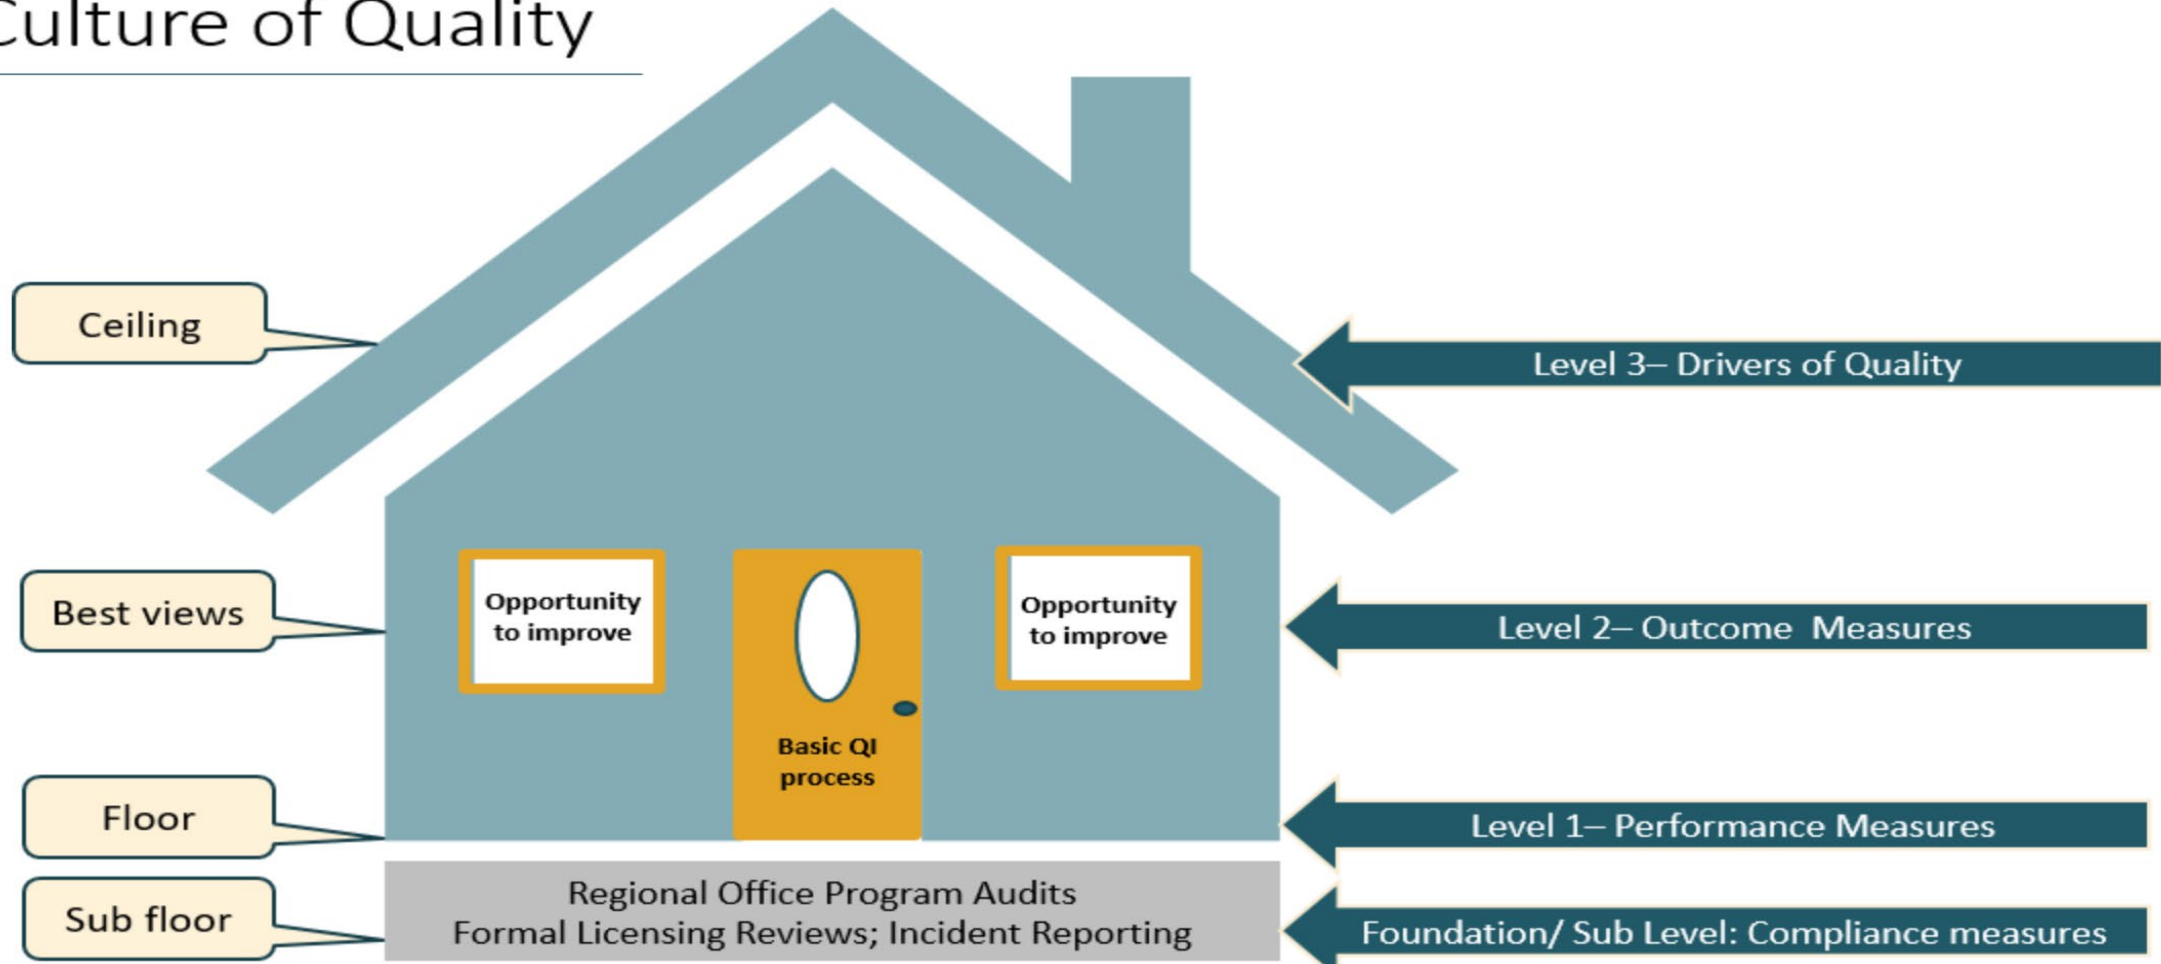 Culture of Quality
Ceiling
Level 3– Drivers of Quality
Best views
Opportunity
to improve
Opportunity
to improve
Level 2– Outcome  Measures
Basic QI
process
Floor
Level 1– Performance Measures
Sub floor
Regional Office Program Audits
Formal Licensing Reviews; Incident Reporting
Foundation/ Sub Level: Compliance measures